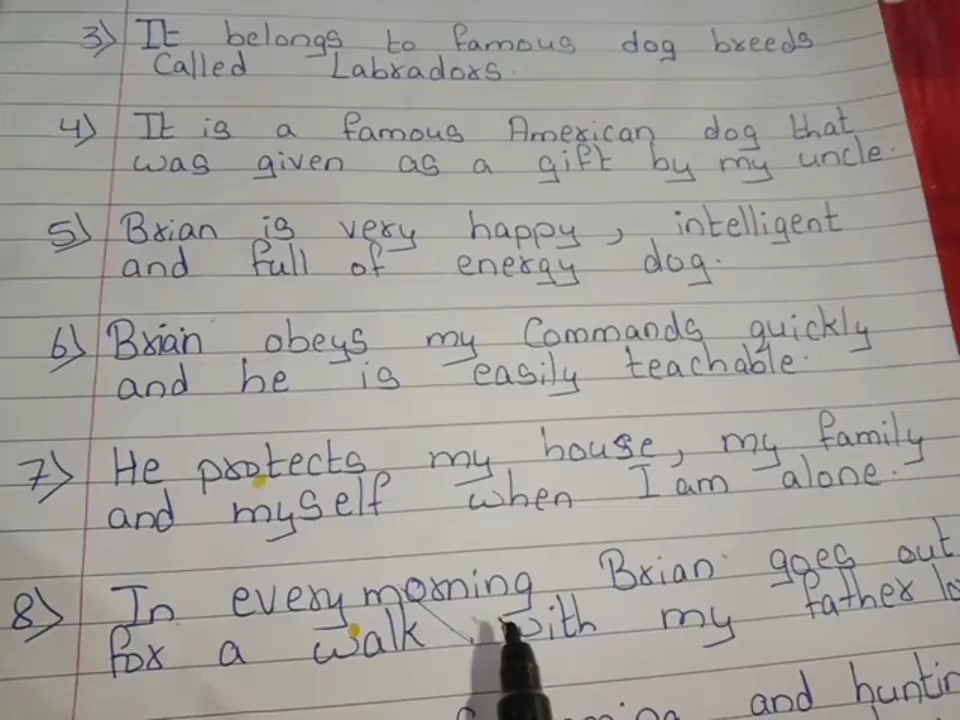 3) It belongs to famous dog breeds
Called Labradors.
4) It is a famous American dog that
was given as a gift by my uncle.
5) Brian is very happy, intelligent
and full of energy dog.
6) Brian obeys my Commands quickly
and he is easily teachable.
7) He protects my house, my family
and myself when I am alone.
8) In every morning Brian goes out
for a walk with my father
and